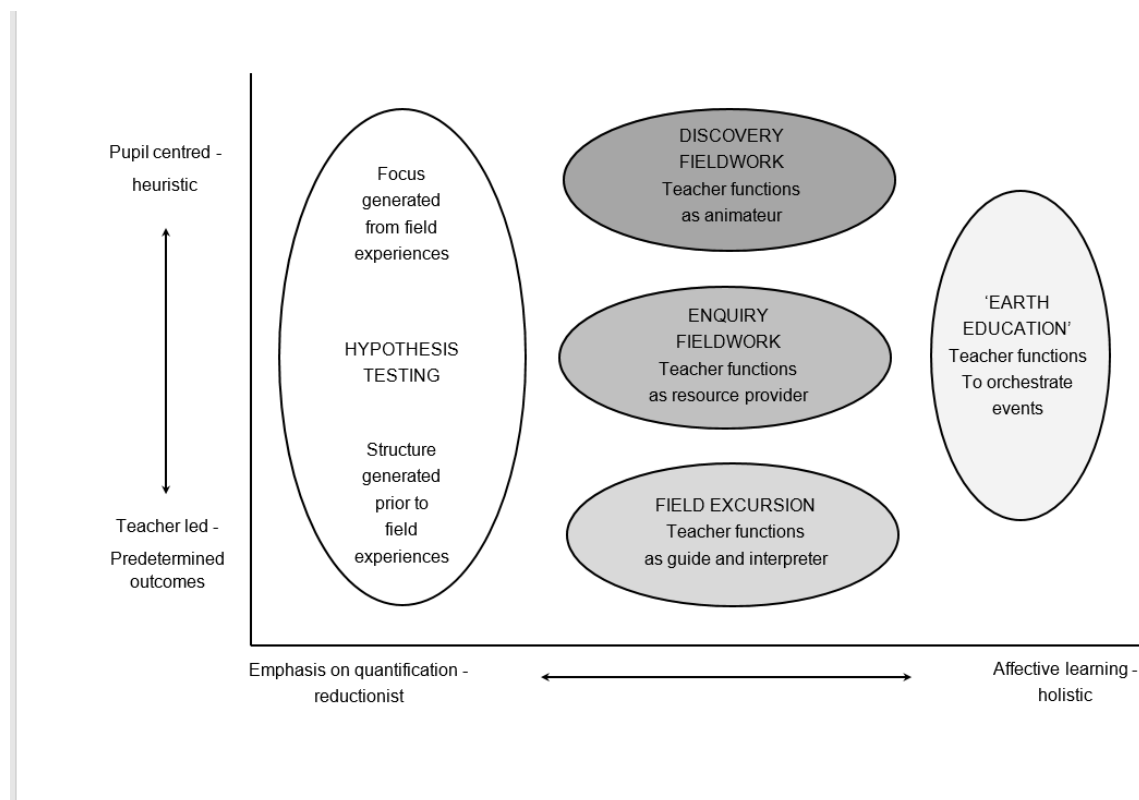 Pupil centred -
heuristic
Teacher led -
Predetermined
outcomes
Focus
generated
from field
experiences
HYPOTHESIS
TESTING
Structure
generated
prior to
field
experiences
DISCOVERY
FIELDWORK
Teacher functions
as animateur
ENQUIRY
FIELDWORK
Teacher functions
as resource provider
FIELD EXCURSION
Teacher functions
as guide and interpreter
‘EARTH
EDUCATION’
Teacher functions
To orchestrate
events
Emphasis on quantification -
reductionist
Affective learning -
holistic